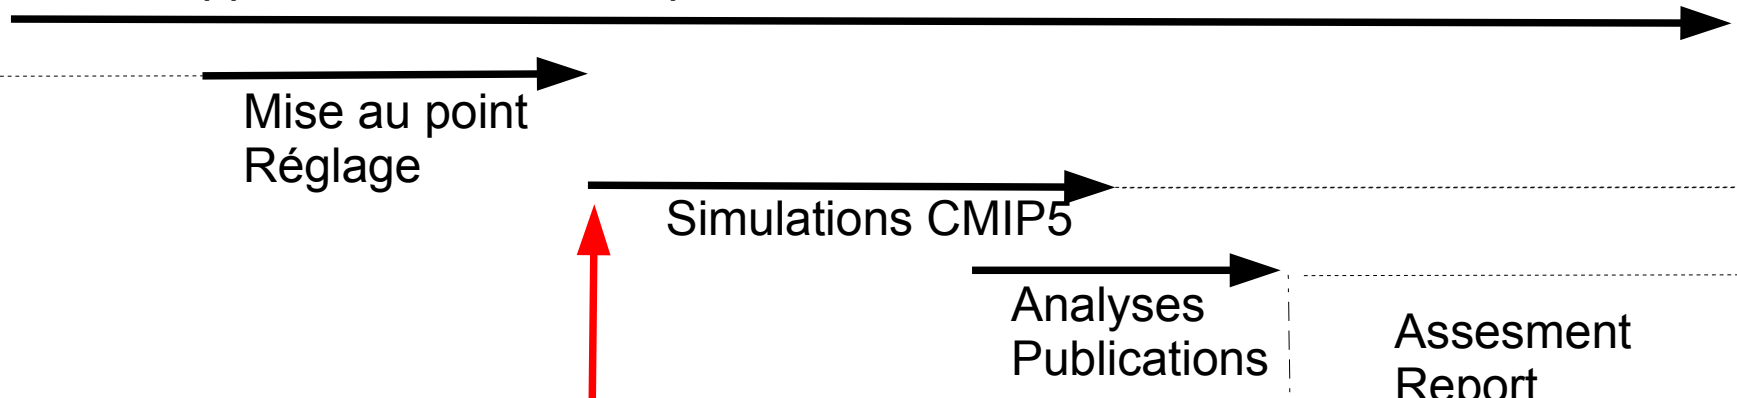 Mise au point
Réglage
Simulations CMIP5
Analyses
Publications
Assesment
Report